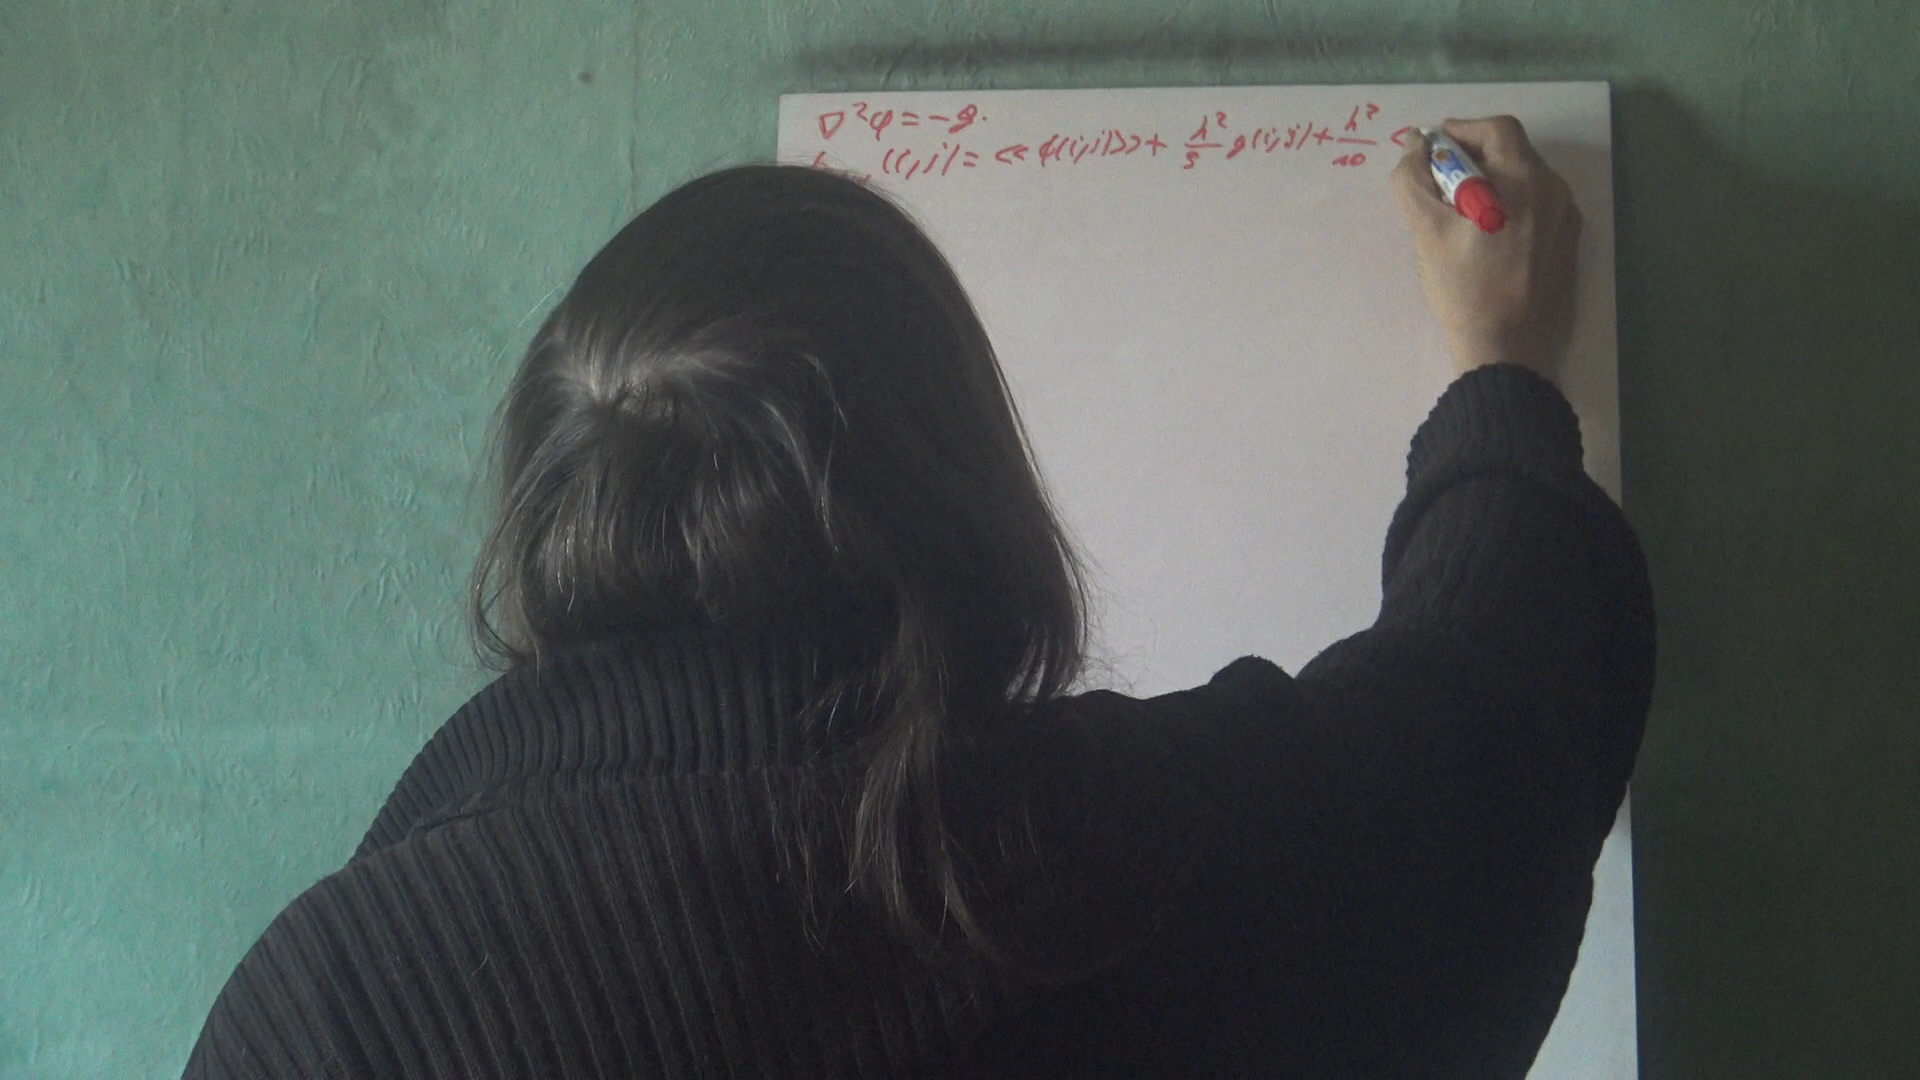 ∇²φ = -g.
(i,j) = <<φ(i,j)>> + h²/5 g(i,j) + h²/10 <